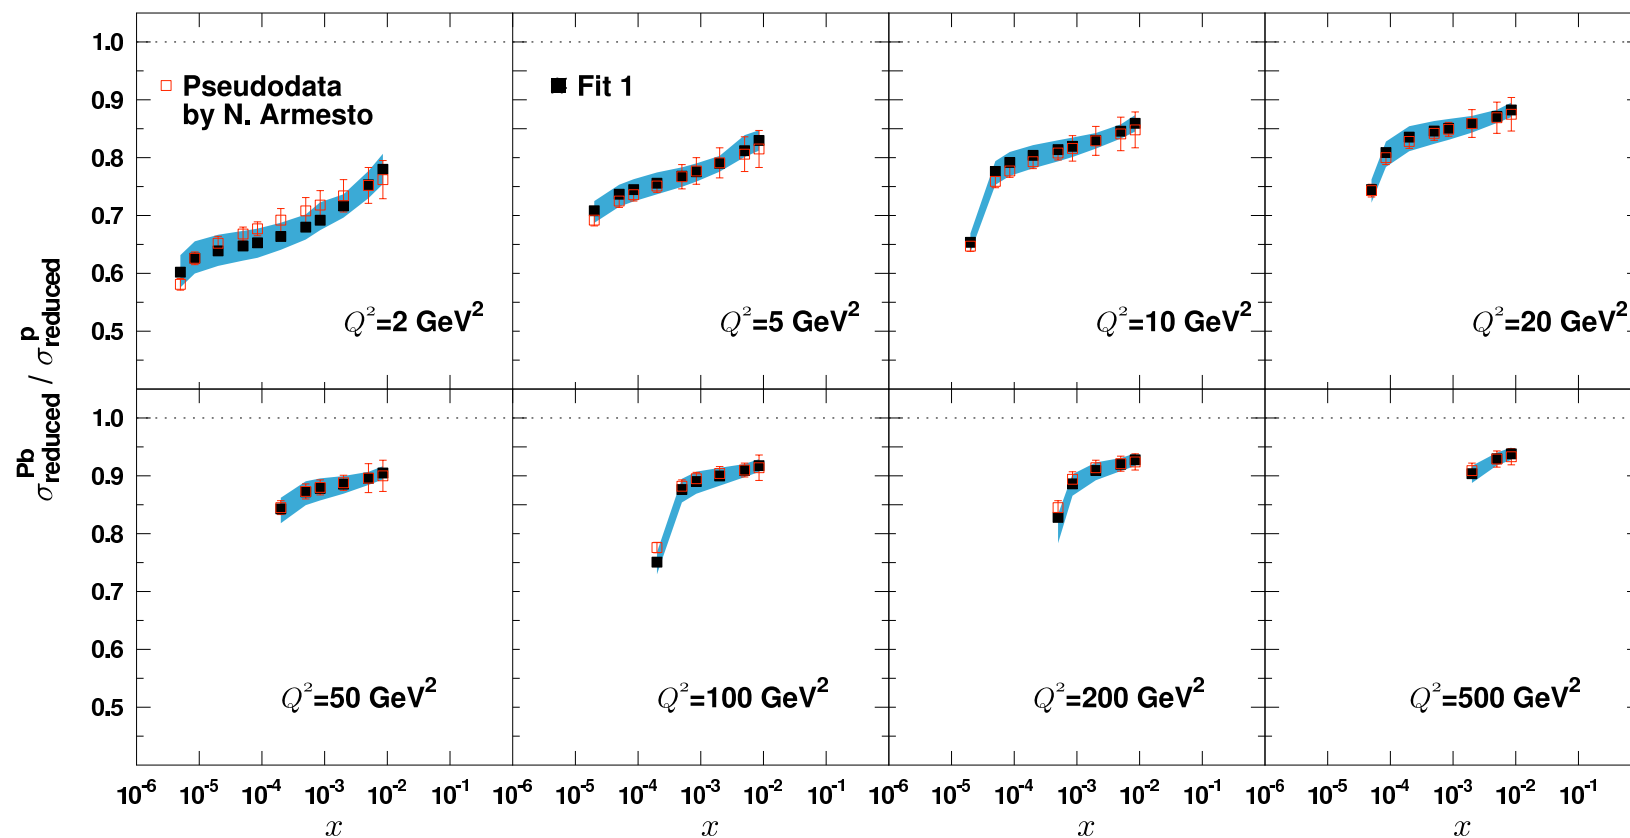 1.0
0.9
0.8
0.7
0.6
0.5
Pseudodata
by N. Armesto
Fit 1
Q²=2 GeV²
Q²=5 GeV²
Q²=10 GeV²
Q²=20 GeV²
σ^Pb_reduced / σ^p_reduced
1.0
0.9
0.8
0.7
0.6
0.5
Q²=50 GeV²
Q²=100 GeV²
Q²=200 GeV²
Q²=500 GeV²
10⁻⁶ 10⁻⁵ 10⁻⁴ 10⁻³ 10⁻² 10⁻¹ 10⁻⁶ 10⁻⁵ 10⁻⁴ 10⁻³ 10⁻² 10⁻¹ 10⁻⁶ 10⁻⁵ 10⁻⁴ 10⁻³ 10⁻² 10⁻¹ 10⁻⁶ 10⁻⁵ 10⁻⁴ 10⁻³ 10⁻² 10⁻¹
x x x x